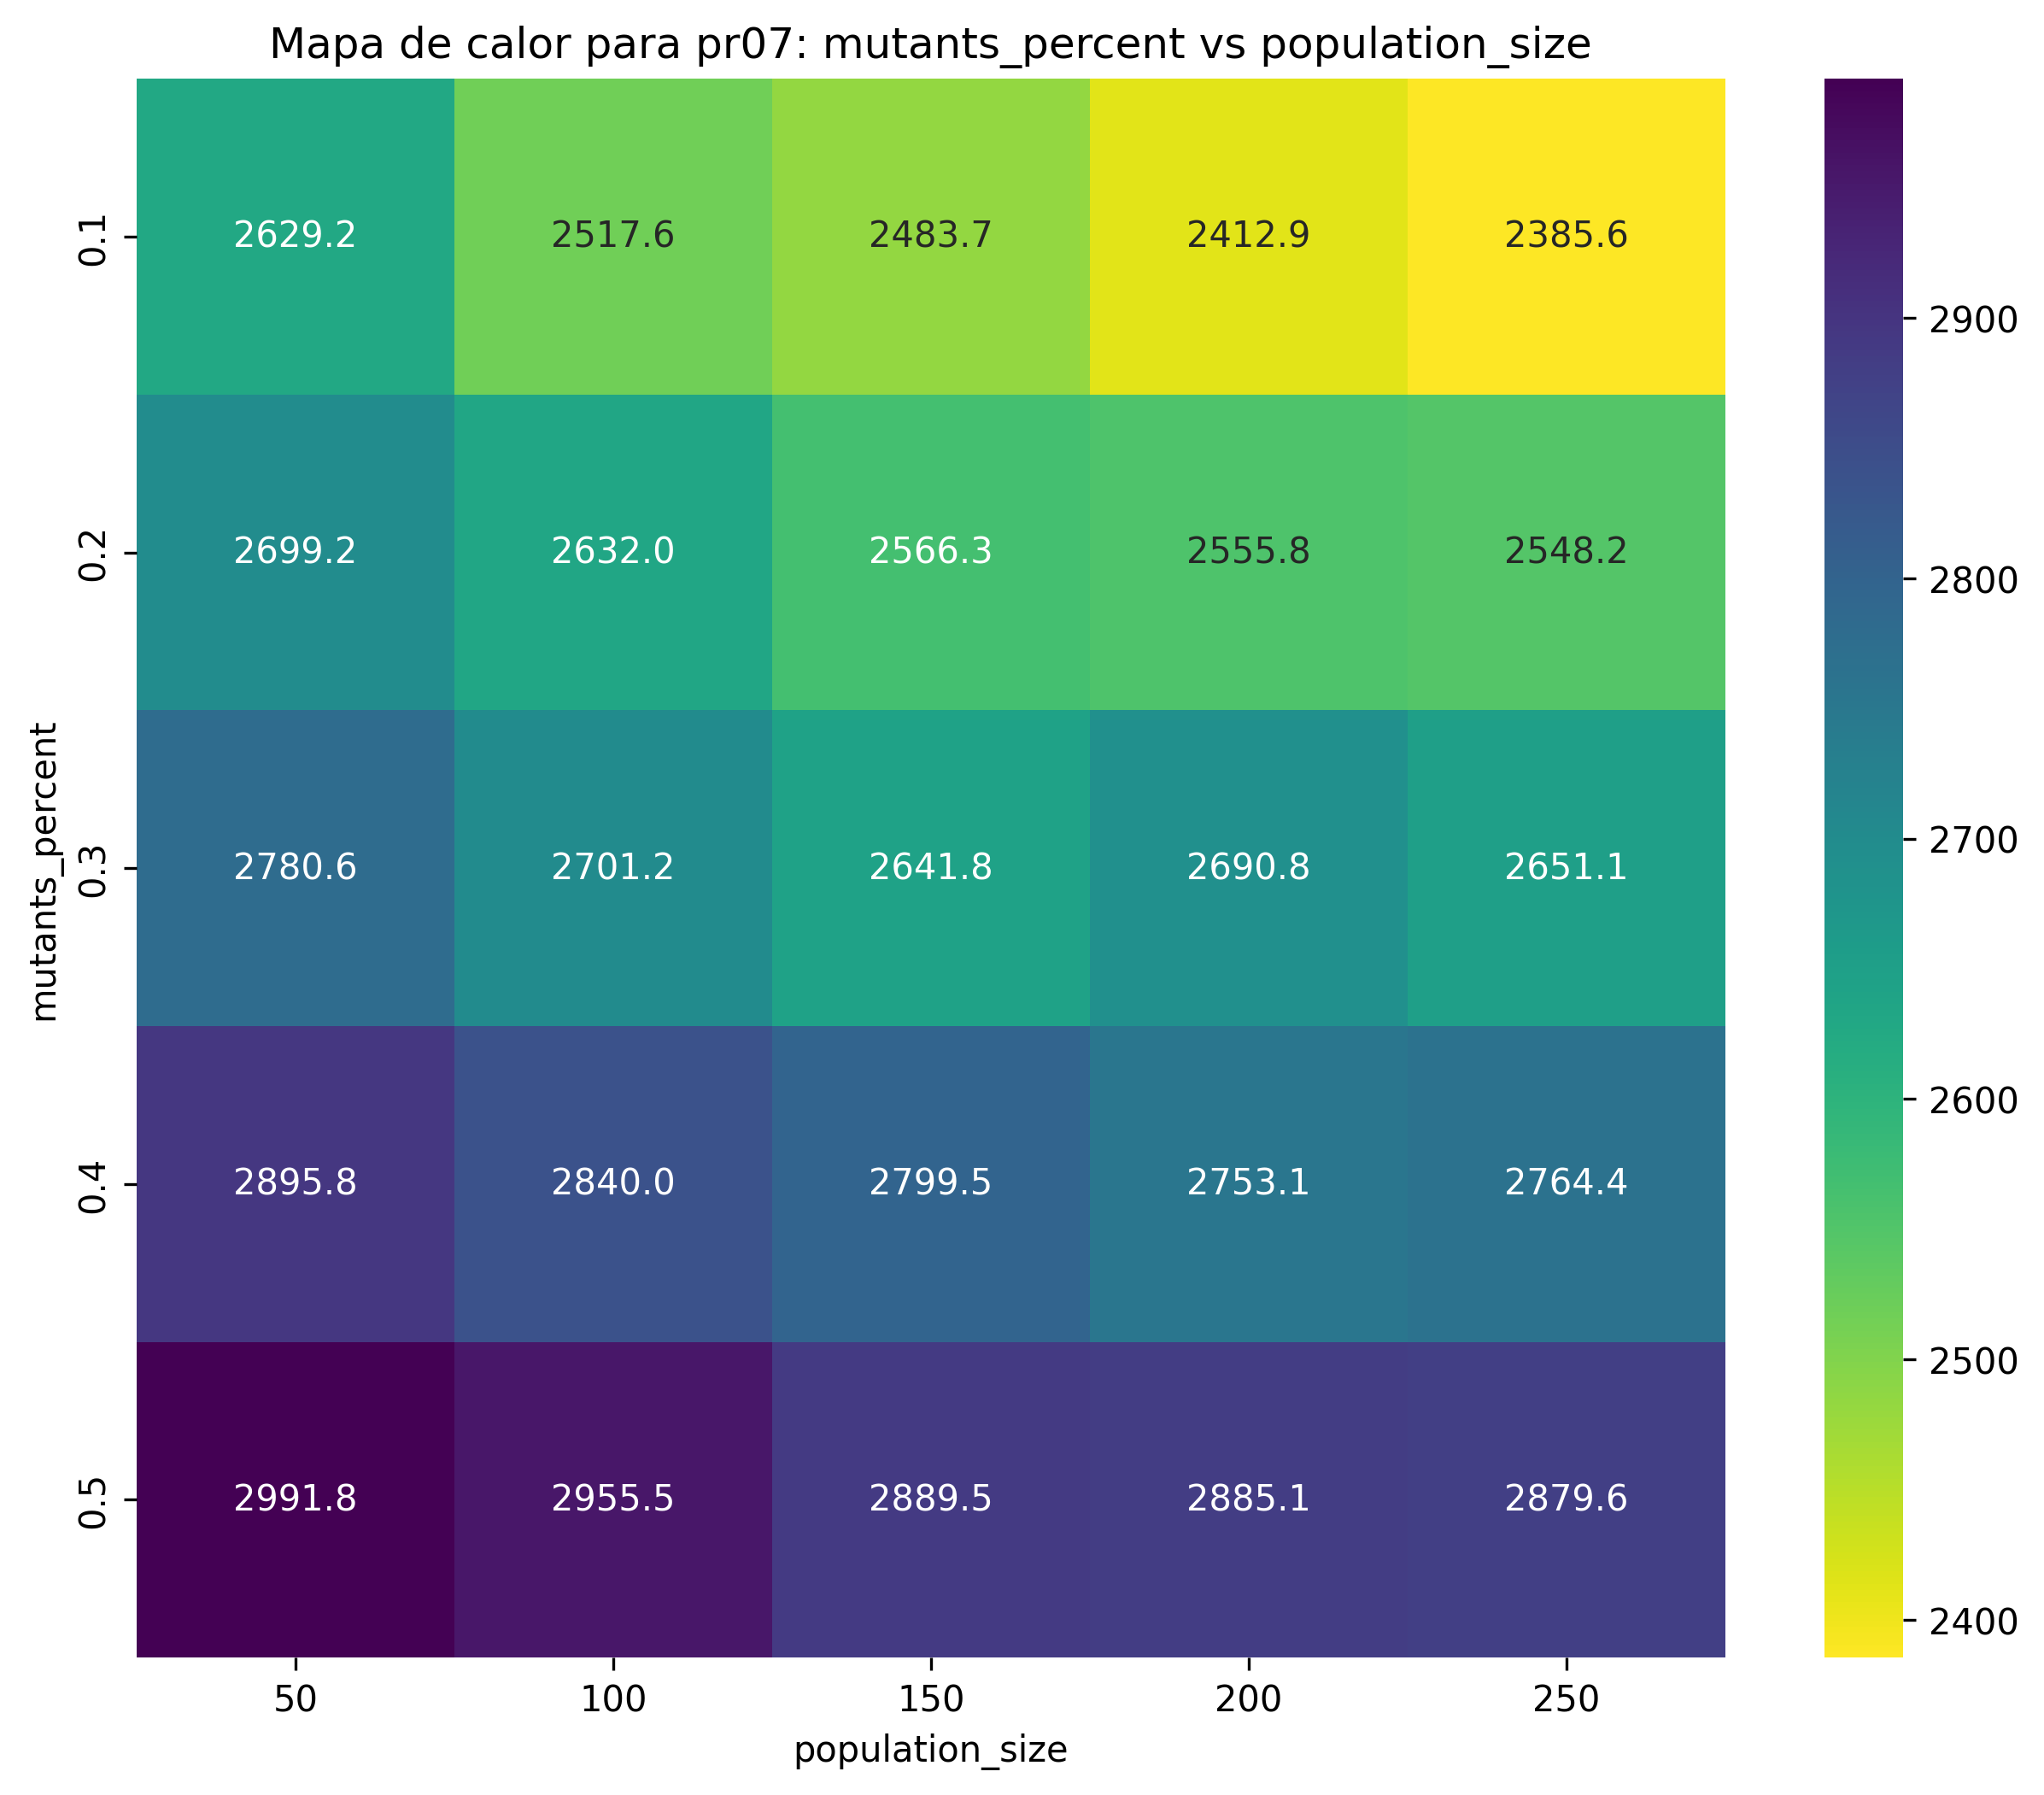 Mapa de calor para pr07: mutants_percent vs population_size
mutants_percent
0.1 2629.2 2517.6 2483.7 2412.9 2385.6
0.2 2699.2 2632.0 2566.3 2555.8 2548.2
0.3 2780.6 2701.2 2641.8 2690.8 2651.1
0.4 2895.8 2840.0 2799.5 2753.1 2764.4
0.5 2991.8 2955.5 2889.5 2885.1 2879.6
50 100 150 200 250
population_size
2900
2800
2700
2600
2500
2400